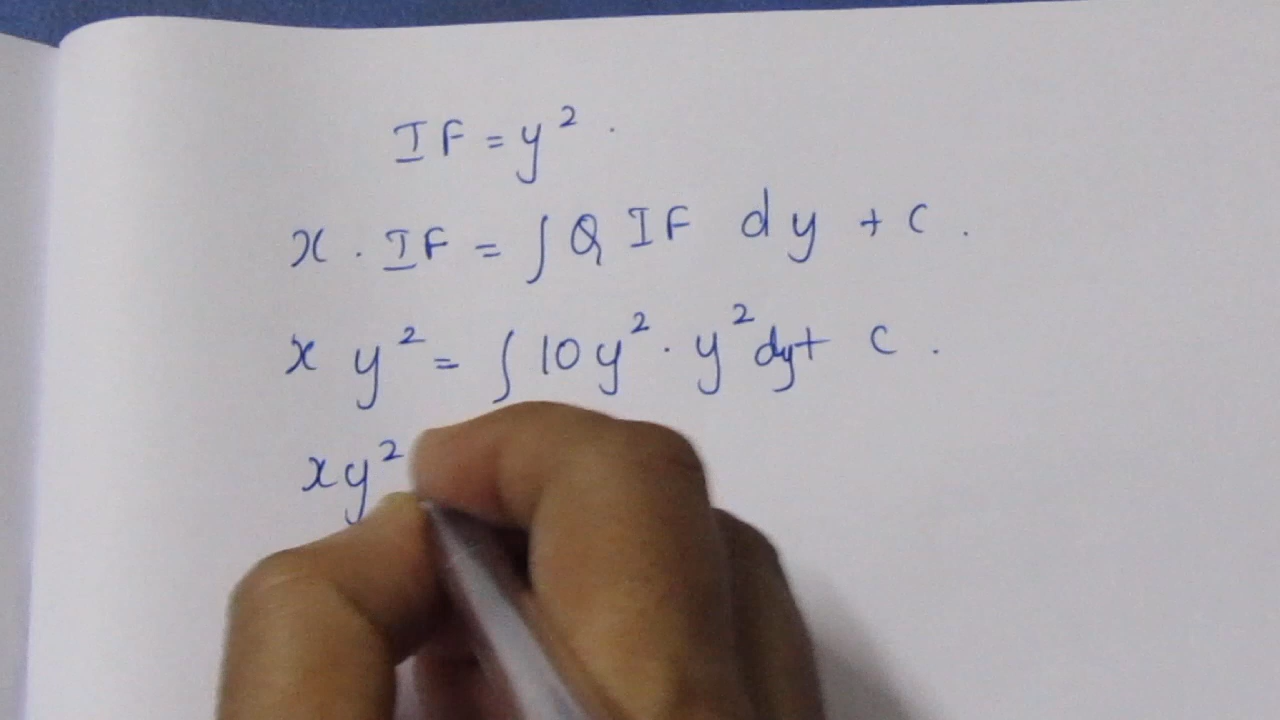 IF = y² .
x . IF = ∫ Q IF dy + c .
x y² = ∫ 10y² . y² dy + c .
xy²